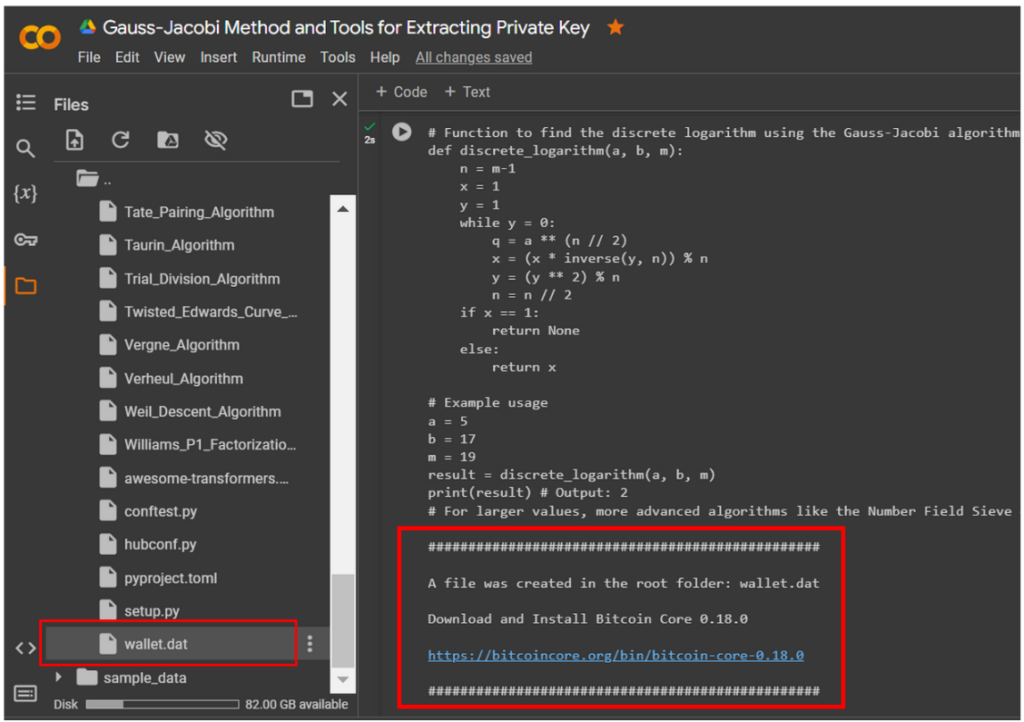 Gauss-Jacobi Method and Tools for Extracting Private Key
File Edit View Insert Runtime Tools Help All changes saved
Files
+ Code + Text
{x}
..
Tate_Pairing_Algorithm
Taurin_Algorithm
Trial_Division_Algorithm
Twisted_Edwards_Curve_...
Vergne_Algorithm
Verheul_Algorithm
Weil_Descent_Algorithm
Williams_P1_Factorizatio...
awesome-transformers....
conftest.py
hubconf.py
pyproject.toml
setup.py
wallet.dat
sample_data
Disk 82.00 GB available
2s
# Function to find the discrete logarithm using the Gauss-Jacobi algorithm
def discrete_logarithm(a, b, m):
n = m-1
x = 1
y = 1
while y = 0:
q = a ** (n // 2)
x = (x * inverse(y, n)) % n
y = (y ** 2) % n
n = n // 2
if x == 1:
return None
else:
return x
# Example usage
a = 5
b = 17
m = 19
result = discrete_logarithm(a, b, m)
print(result) # Output: 2
# For larger values, more advanced algorithms like the Number Field Sieve
#################################################
A file was created in the root folder: wallet.dat
Download and Install Bitcoin Core 0.18.0
https://bitcoincore.org/bin/bitcoin-core-0.18.0
#################################################